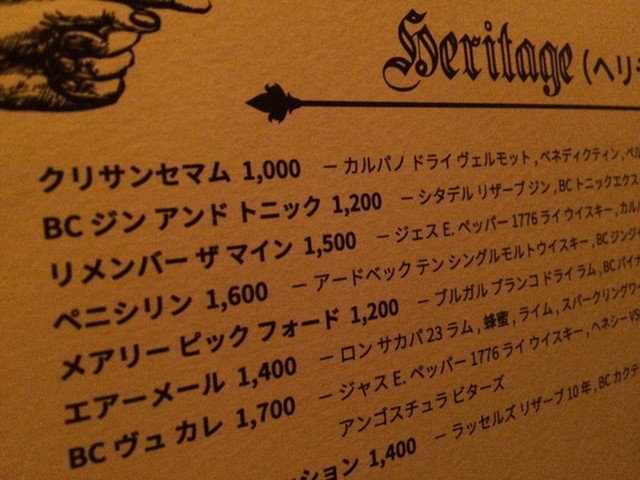 Heritage (ヘリ
クリサンセマム 1,000 – カルパノ ドライ ヴェルモット , ベネディクティン , ペル
BC ジン アンド トニック 1,200 – シタデル リザーブ ジン , BC トニックエクス
リメンバー ザ マイン 1,500 – ジェス E. ペッパー 1776 ライ ウイスキー , カル
ペニシリン 1,600 – アードベック テン シングルモルトウイスキー , BC ジンジ
メアリー ピック フォード 1,200 – ブルガル ブランコ ドライ ラム , BC パイナ
エアーメール 1,400 – ロン サカパ 23 ラム , 蜂蜜 , ライム , スパークリングワイ
BC ヴュ カレ 1,700 – ジャス E. ペッパー 1776 ライ ウイスキー , ヘネシー VS
アンゴスチュラ ビターズ
ション 1,400 – ラッセルズ リザーブ 10 年 , BC カクテ